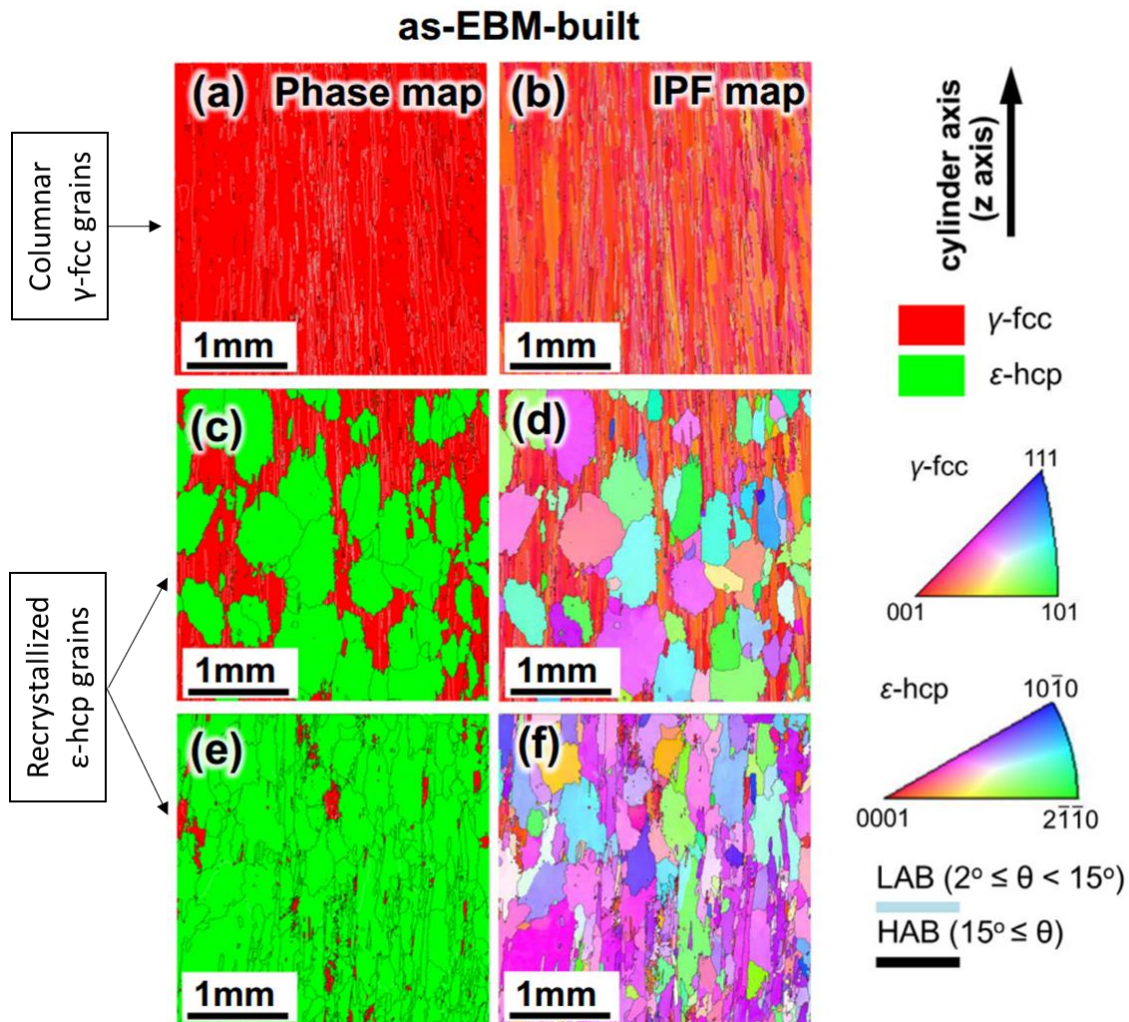 as-EBM-built
(a) Phase map
(b) IPF map
cylinder axis
(z axis)
Columnar
γ-fcc grains
1mm
1mm
γ-fcc
ε-hcp
(c)
(d)
γ-fcc
111
001
101
1mm
1mm
Recrystallized
ε-hcp grains
ε-hcp
101̄0
0001
21̄1̄0
(e)
(f)
LAB (2° ≤ θ < 15°)
HAB (15° ≤ θ)
1mm
1mm